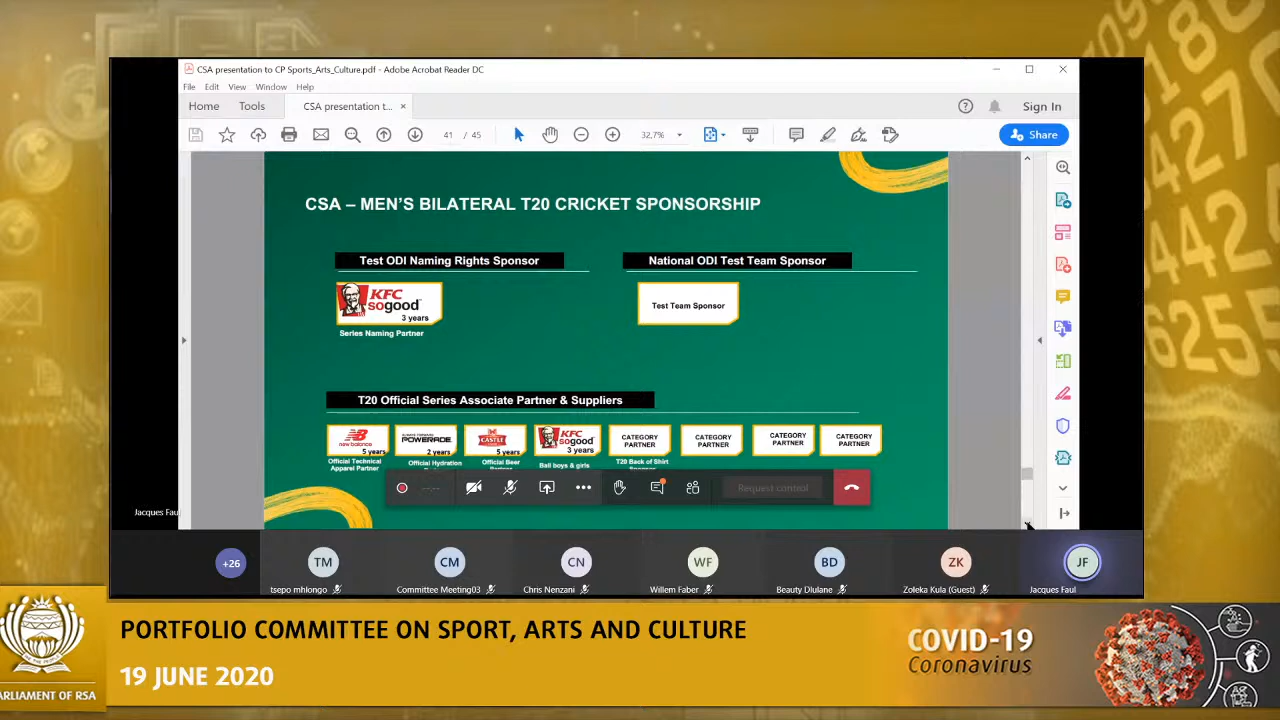 CSA presentation to CP Sports_Arts_Culture.pdf - Adobe Acrobat Reader DC
File Edit View Window Help
Home Tools CSA presentation t... × Sign In
41 / 45 32,7% Share
CSA – MEN'S BILATERAL T20 CRICKET SPONSORSHIP
Test ODI Naming Rights Sponsor
National ODI Test Team Sponsor
KFC
sogood
3 years
Test Team Sponsor
Series Naming Partner
T20 Official Series Associate Partner & Suppliers
new balance
5 years
POWERADE
2 years
CASTLE
5 years
KFC
sogood
3 years
CATEGORY
PARTNER
CATEGORY
PARTNER
CATEGORY
PARTNER
CATEGORY
PARTNER
Official Technical
Apparel Partner
Official Hydration
Official Beer
Ball boys & girls
T20 Back of Shirt
Request control
Jacques Fau
+26 TM CM CN WF BD ZK JF
tsepo mhlongo Committee Meeting03 Chris Nenzani Willem Faber Beauty Dlulane Zoleka Kula (Guest) Jacques Faul
PORTFOLIO COMMITTEE ON SPORT, ARTS AND CULTURE
19 JUNE 2020
COVID-19
Coronavirus
ARLIAMENT OF RSA